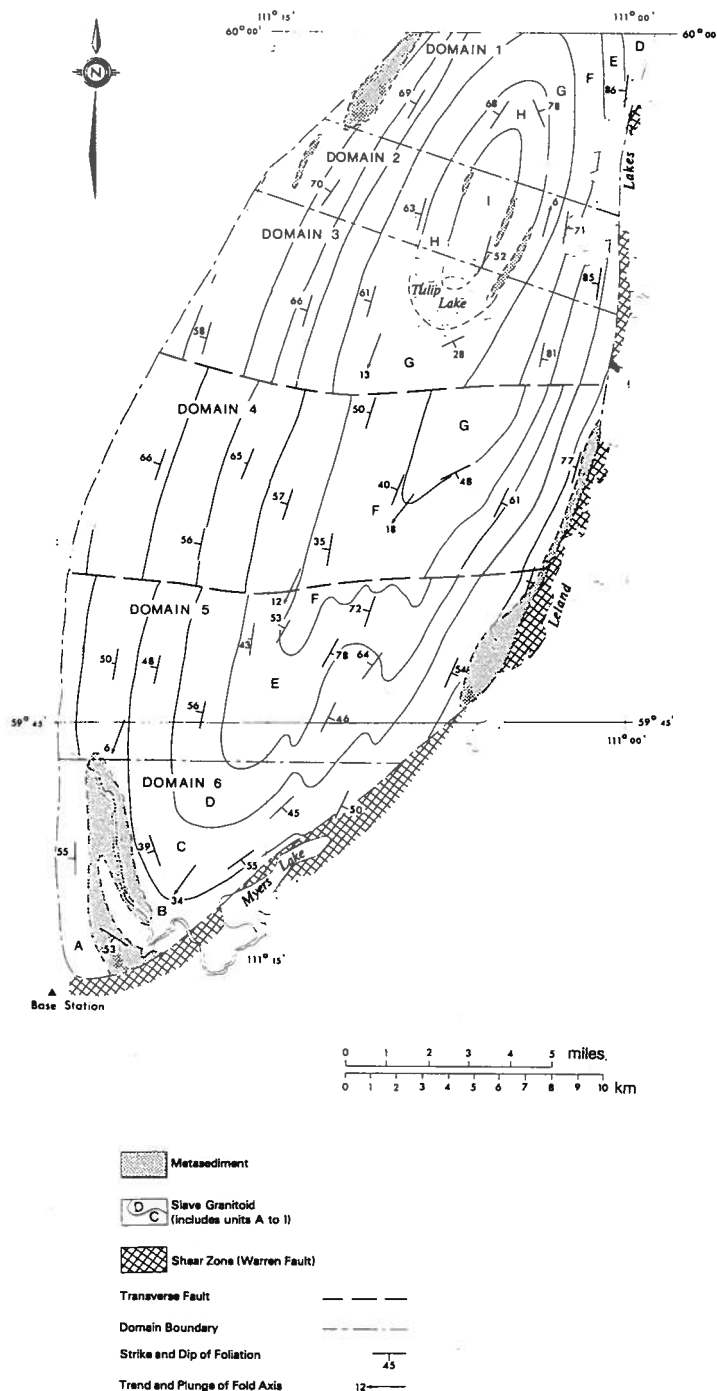 111° 15'
111° 00'
60° 00'
60° 00'
N
DOMAIN 1
D
E
F
G
86
69
68
78
H
Lakes
DOMAIN 2
70
I
63
6
71
DOMAIN 3
H
52
85
61
Tulip
Lake
66
58
28
81
13
G
DOMAIN 4
50
G
66
65
40
48
77
57
F
61
18
56
35
DOMAIN 5
12
F
72
53
Leland
43
50
48
78
64
54
E
56
46
59° 45'
59° 45'
111° 00'
6
DOMAIN 6
D
45
50
55
39
C
55
Myers Lake
34
B
A
53
111° 15'
Base Station
0 1 2 3 4 5 miles.
0 1 2 3 4 5 6 7 8 9 10 km
Metasediment
D
C
Slave Granitoid
(includes units A to I)
Shear Zone (Warren Fault)
Transverse Fault
Domain Boundary
Strike and Dip of Foliation
45
Trend and Plunge of Fold Axis
12